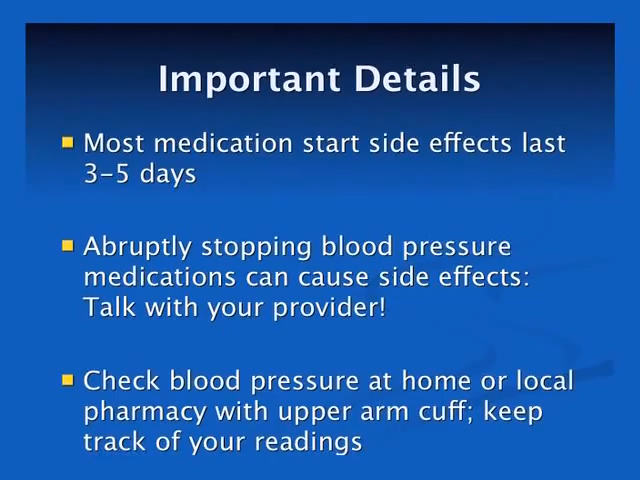 Important Details
Most medication start side effects last
3-5 days
Abruptly stopping blood pressure
medications can cause side effects:
Talk with your provider!
Check blood pressure at home or local
pharmacy with upper arm cuff; keep
track of your readings